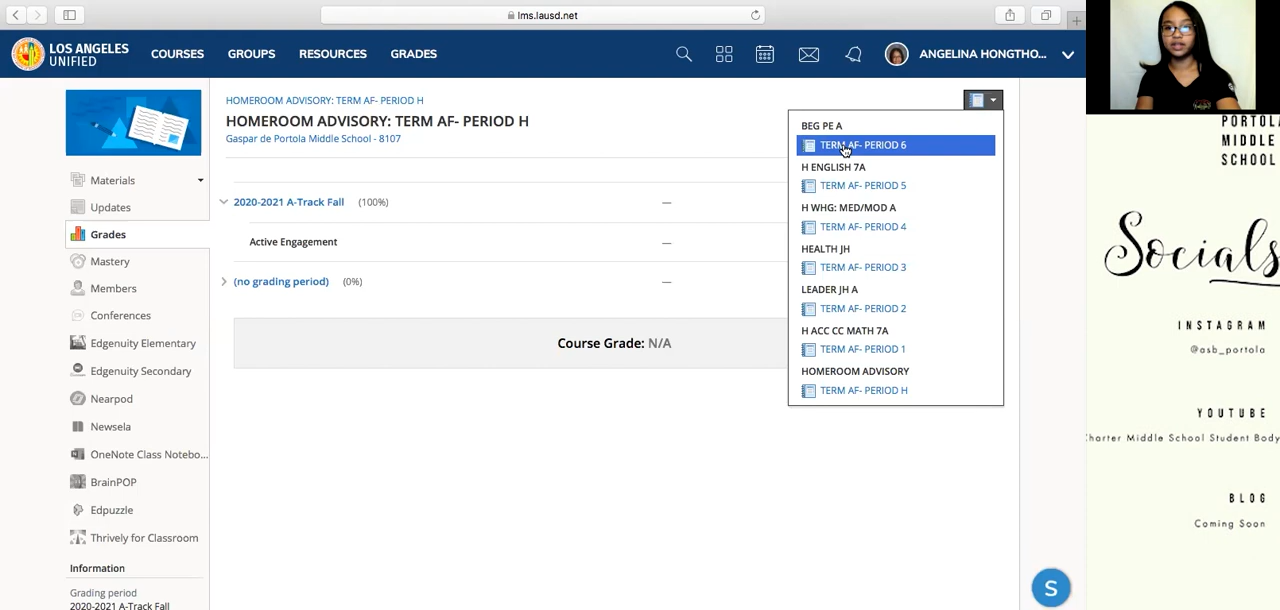 lms.lausd.net
LOS ANGELES
UNIFIED
COURSES
GROUPS
RESOURCES
GRADES
ANGELINA HONGTHO...
HOMEROOM ADVISORY: TERM AF- PERIOD H
HOMEROOM ADVISORY: TERM AF- PERIOD H
Gaspar de Portola Middle School - 8107
Materials
Updates
Grades
Mastery
Members
Conferences
Edgenuity Elementary
Edgenuity Secondary
Nearpod
Newsela
OneNote Class Notebo...
BrainPOP
Edpuzzle
Thrively for Classroom
Information
Grading period
2020-2021 A-Track Fall
2020-2021 A-Track Fall (100%) —
Active Engagement —
(no grading period) (0%) —
Course Grade: N/A
BEG PE A
TERM AF- PERIOD 6
H ENGLISH 7A
TERM AF- PERIOD 5
H WHG: MED/MOD A
TERM AF- PERIOD 4
HEALTH JH
TERM AF- PERIOD 3
LEADER JH A
TERM AF- PERIOD 2
H ACC CC MATH 7A
TERM AF- PERIOD 1
HOMEROOM ADVISORY
TERM AF- PERIOD H
S
PORTOLA
MIDDLE
SCHOOL
Socials
INSTAGRAM
@asb_portola
YOUTUBE
Charter Middle School Student Body
BLOG
Coming Soon